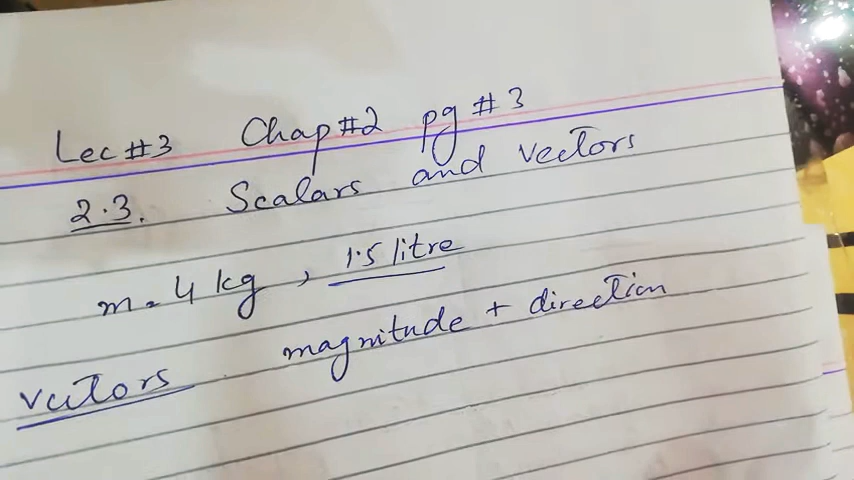 Lec #3 Chap #2 pg #3
2.3. Scalars and vectors
m = 4 kg , 1.5 litre
vectors magnitude + direction